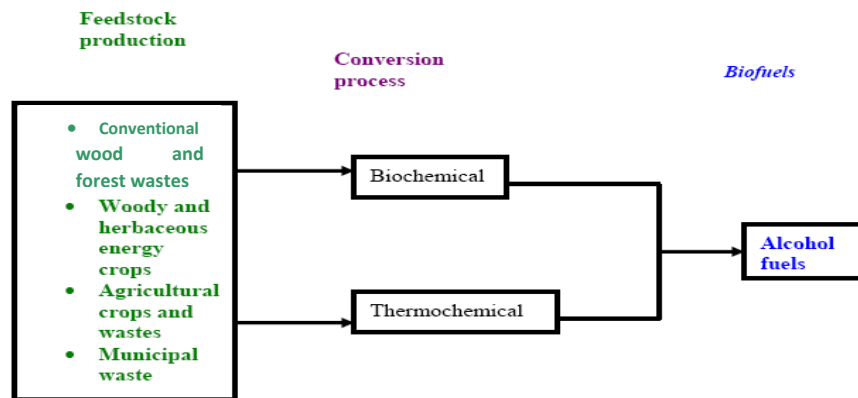 Feedstock
production
Conversion
process
Biofuels
• Conventional
wood and
forest wastes
• Woody and
herbaceous
energy
crops
• Agricultural
crops and
wastes
• Municipal
waste
Biochemical
Thermochemical
Alcohol
fuels